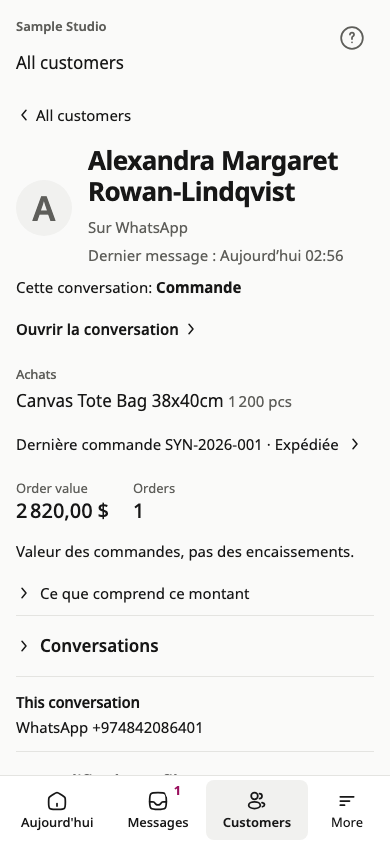 Sample Studio
All customers
All customers
Alexandra Margaret
Rowan-Lindqvist
A
Sur WhatsApp
Dernier message : Aujourd’hui 02:56
Cette conversation: Commande
Ouvrir la conversation
Achats
Canvas Tote Bag 38x40cm 1 200 pcs
Dernière commande SYN-2026-001 · Expédiée
Order value Orders
2 820,00 $ 1
Valeur des commandes, pas des encaissements.
Ce que comprend ce montant
Conversations
This conversation
WhatsApp +974842086401
1
Aujourd'hui Messages Customers More